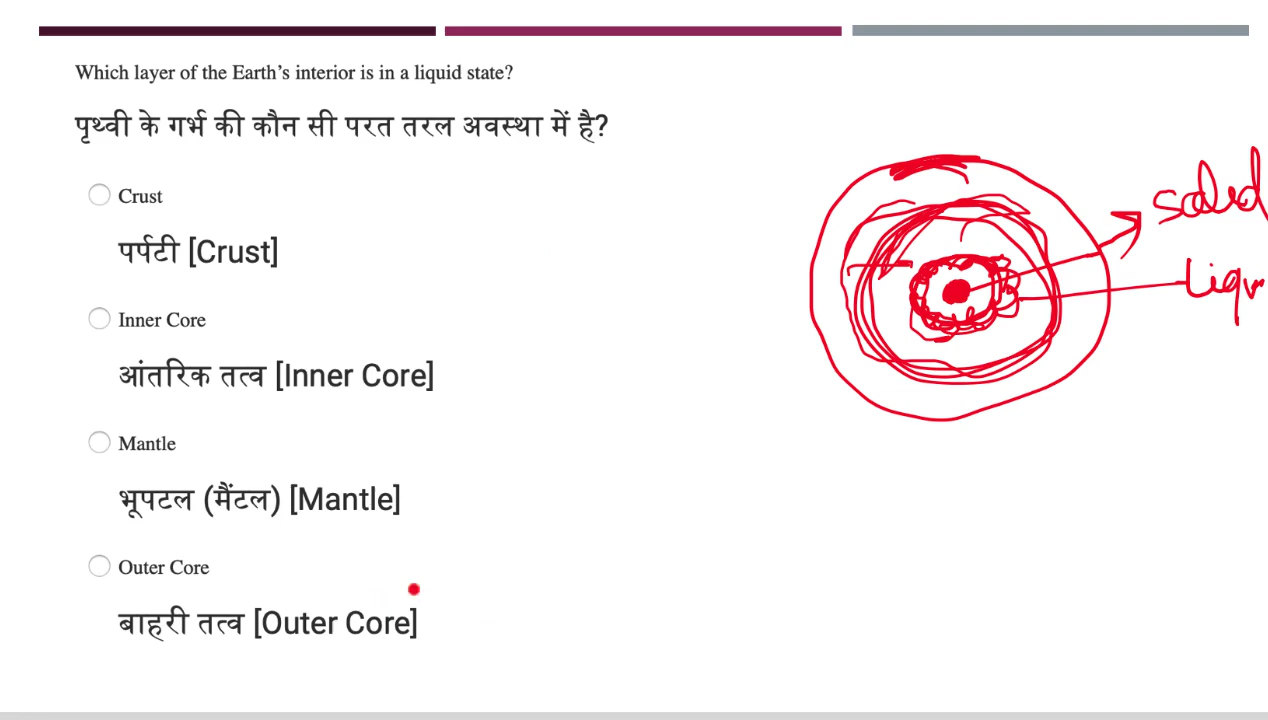 Which layer of the Earth's interior is in a liquid state?
पृथ्वी के गर्भ की कौन सी परत तरल अवस्था में है?
Crust
पर्पटी [Crust]
Inner Core
आंतरिक तत्व [Inner Core]
Mantle
भूपटल (मैंटल) [Mantle]
Outer Core
बाहरी तत्व [Outer Core]